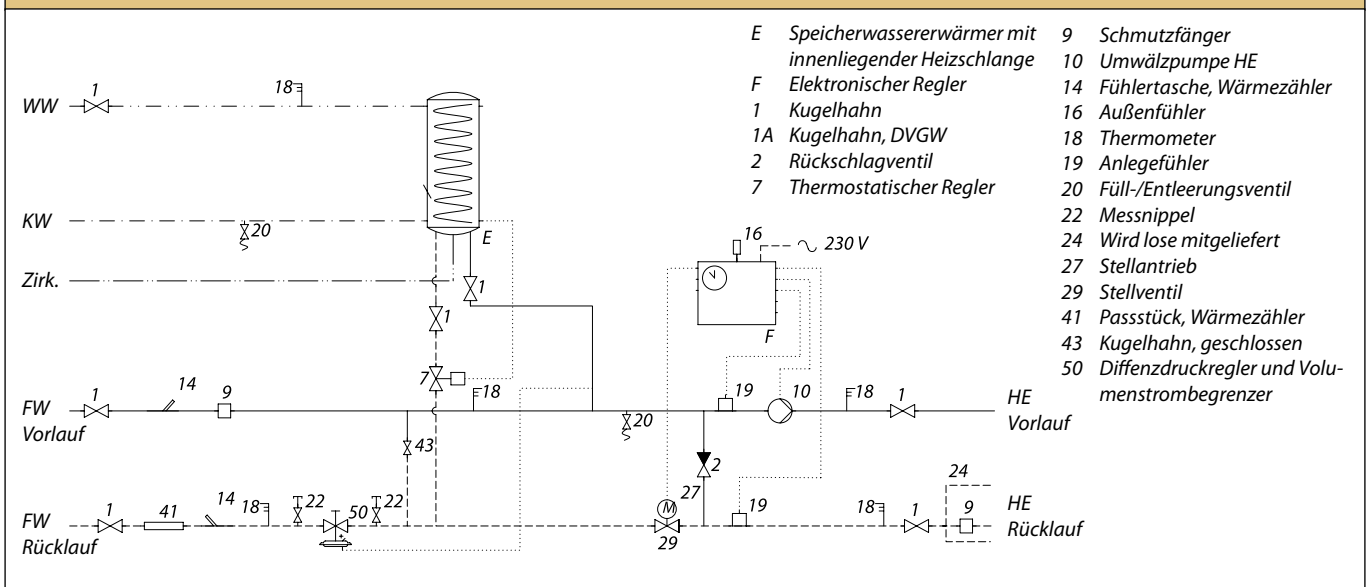 E Speicherwassererwärmer mit
innenliegender Heizschlange
F Elektronischer Regler
1 Kugelhahn
1A Kugelhahn, DVGW
2 Rückschlagventil
7 Thermostatischer Regler
9 Schmutzfänger
10 Umwälzpumpe HE
14 Fühlertasche, Wärmezähler
16 Außenfühler
18 Thermometer
19 Anlegefühler
20 Füll-/Entleerungsventil
22 Messnippel
24 Wird lose mitgeliefert
27 Stellantrieb
29 Stellventil
41 Passstück, Wärmezähler
43 Kugelhahn, geschlossen
50 Diffenzdruckregler und Volu-
menstrombegrenzer
1
18
WW
KW
20
E
Zirk.
1
1
16
230 V
F
7
18
1
14
9
19
10
18
1
FW
Vorlauf
HE
Vorlauf
20
43
2
24
27
M
1
41
14
18
22
50
22
19
18
1
9
FW
Rücklauf
29
HE
Rücklauf